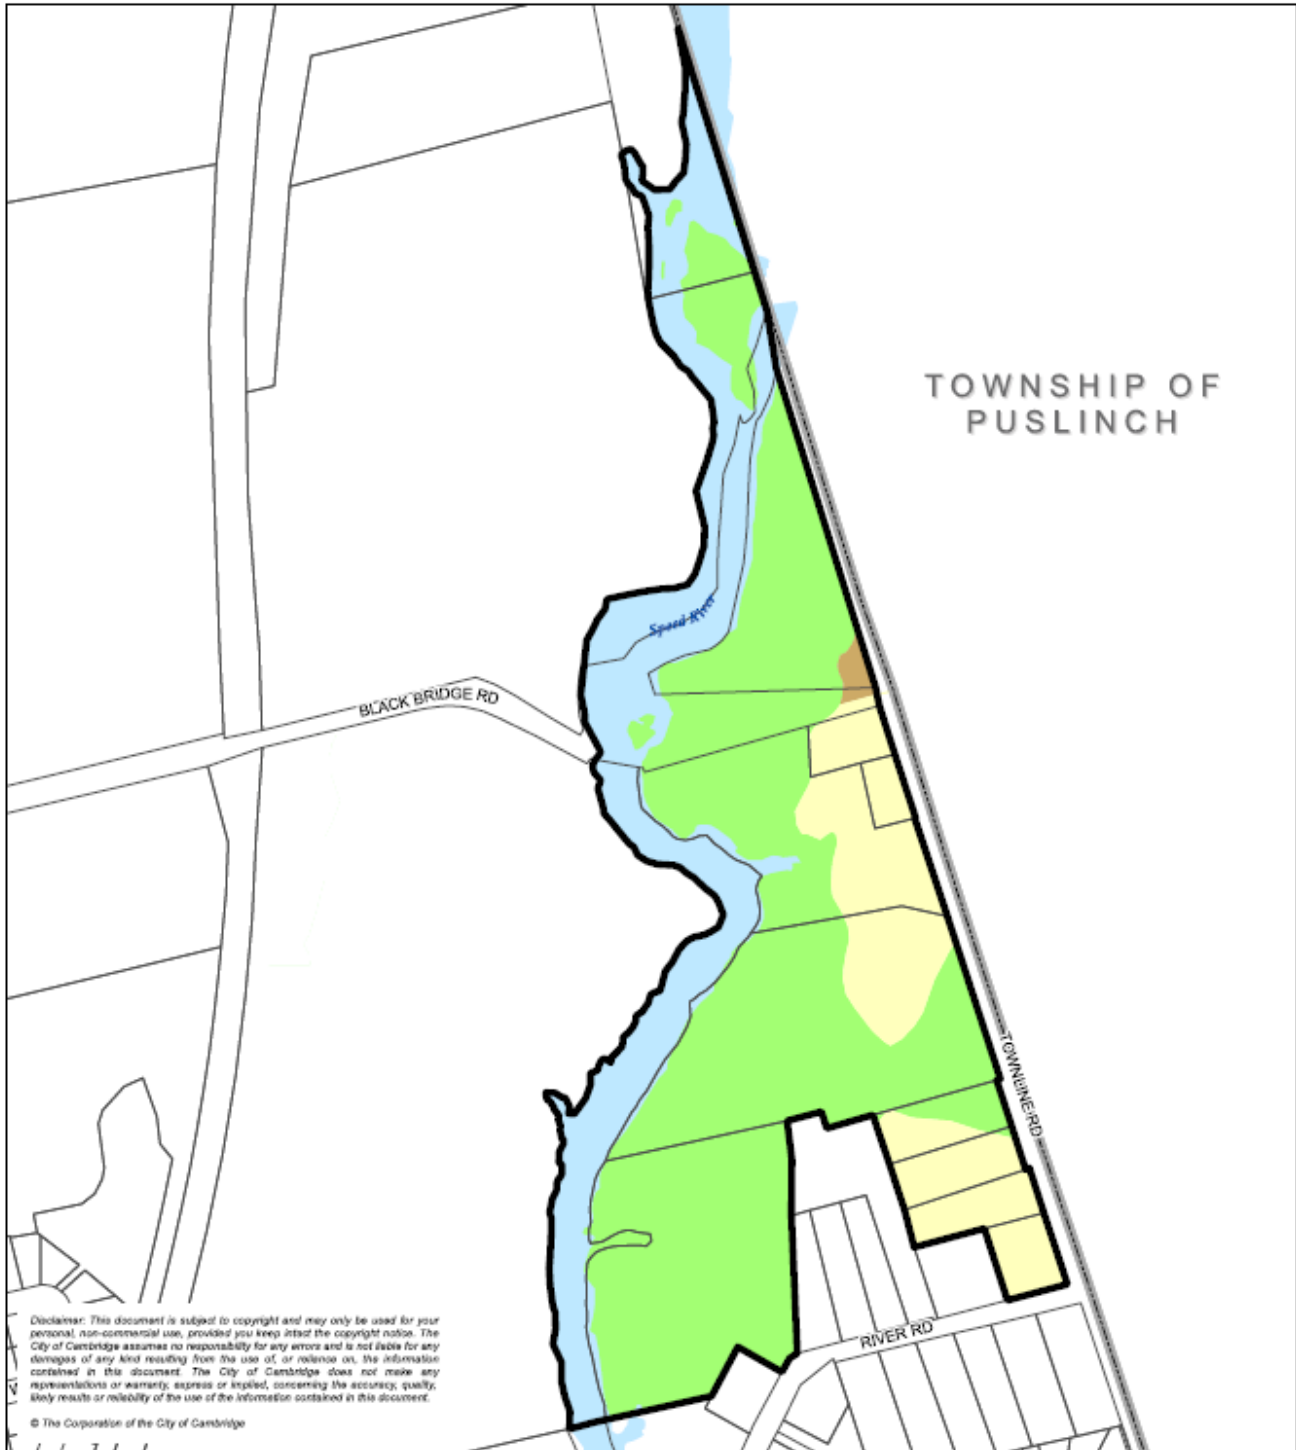 TOWNSHIP OF
PUSLINCH
Speed River
BLACK BRIDGE RD
TOWNLINE RD
RIVER RD
Disclaimer: This document is subject to copyright and may only be used for your
personal, non-commercial use, provided you keep intact the copyright notice. The
City of Cambridge assumes no responsibility for any errors and is not liable for any
damages of any kind resulting from the use of, or reliance on, the information
contained in this document. The City of Cambridge does not make any
representations or warranty, express or implied, concerning the accuracy, quality,
likely results or reliability of the use of the information contained in this document.
© The Corporation of the City of Cambridge